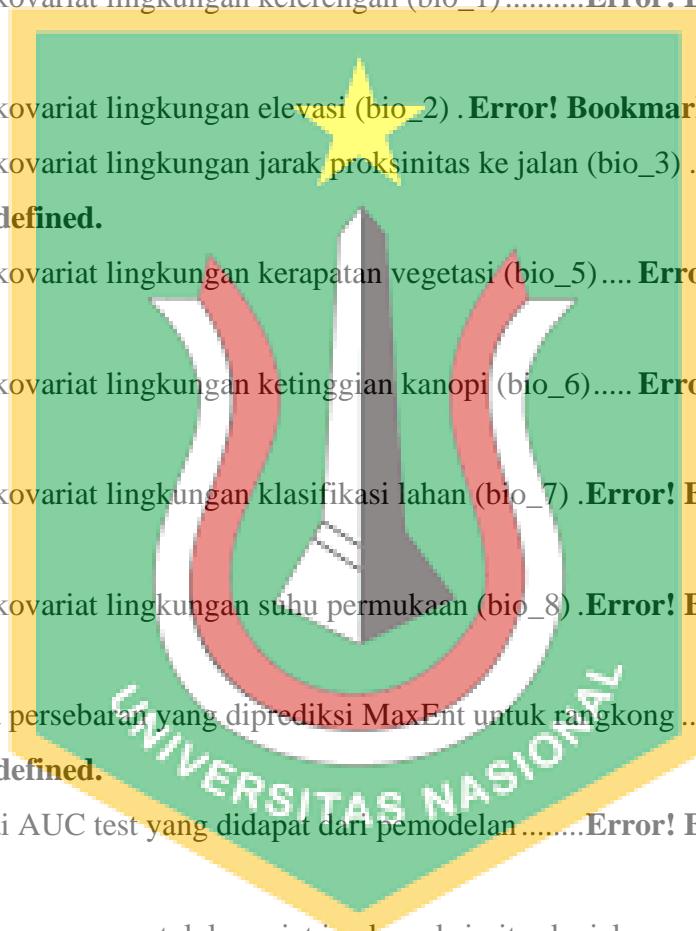 kovariat lingkungan kelerengan (bio_1)..........Error! B
kovariat lingkungan elevasi (bio_2) .Error! Bookmar
kovariat lingkungan jarak proksinitas ke jalan (bio_3) .
defined.
kovariat lingkungan kerapatan vegetasi (bio_5).... Erro
kovariat lingkungan ketinggian kanopi (bio_6)..... Erro
kovariat lingkungan klasifikasi lahan (bio_7) .Error! B
kovariat lingkungan suhu permukaan (bio_8) .Error! B
persebaran yang diprediksi MaxEnt untuk rangkong ..
defined.
ai AUC test yang didapat dari pemodelan ........Error! B
UNIVERSITAS NASIONAL